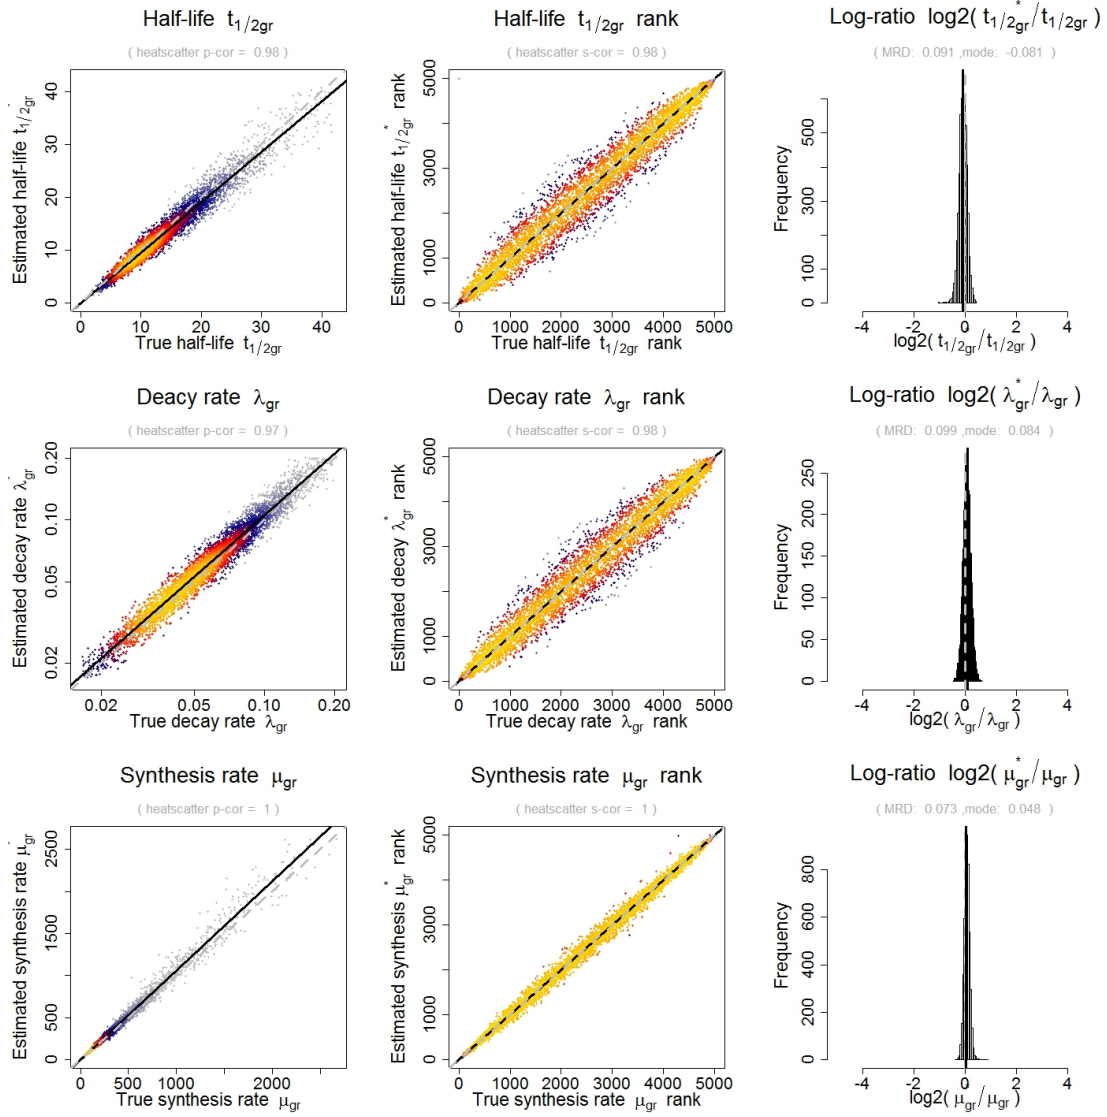 Half-life t1/2gr
( heatscatter p-cor = 0.98 )
Estimated half-life t1/2gr*
0 10 20 30 40
0 10 20 30 40
True half-life t1/2gr
Half-life t1/2gr rank
( heatscatter s-cor = 0.98 )
Estimated half-life t1/2gr* rank
0 1000 3000 5000
0 1000 2000 3000 4000 5000
True half-life t1/2gr rank
Log-ratio log2( t1/2gr*/t1/2gr )
( MRD: 0.091 ,mode: -0.081 )
Frequency
0 100 300 500
-4 -2 0 2 4
log2( t1/2gr/t1/2gr )
Deacy rate λgr
( heatscatter p-cor = 0.97 )
Estimated decay rate λgr*
0.02 0.05 0.10 0.20
0.02 0.05 0.10 0.20
True decay rate λgr
Decay rate λgr rank
( heatscatter s-cor = 0.98 )
Estimated decay λgr* rank
0 1000 3000 5000
0 1000 2000 3000 4000 5000
True decay rate λgr rank
Log-ratio log2( λgr*/λgr )
( MRD: 0.099 ,mode: 0.084 )
Frequency
0 50 100 150 200 250
-4 -2 0 2 4
log2( λgr/λgr )
Synthesis rate μgr
( heatscatter p-cor = 1 )
Estimated synthesis rate μgr*
0 500 1500 2500
0 500 1000 2000
True synthesis rate μgr
Synthesis rate μgr rank
( heatscatter s-cor = 1 )
Estimated synthesis μgr* rank
0 1000 3000 5000
0 1000 2000 3000 4000 5000
True synthesis rate μgr rank
Log-ratio log2( μgr*/μgr )
( MRD: 0.073 ,mode: 0.048 )
Frequency
0 200 400 600 800
-4 -2 0 2 4
log2( μgr/μgr )